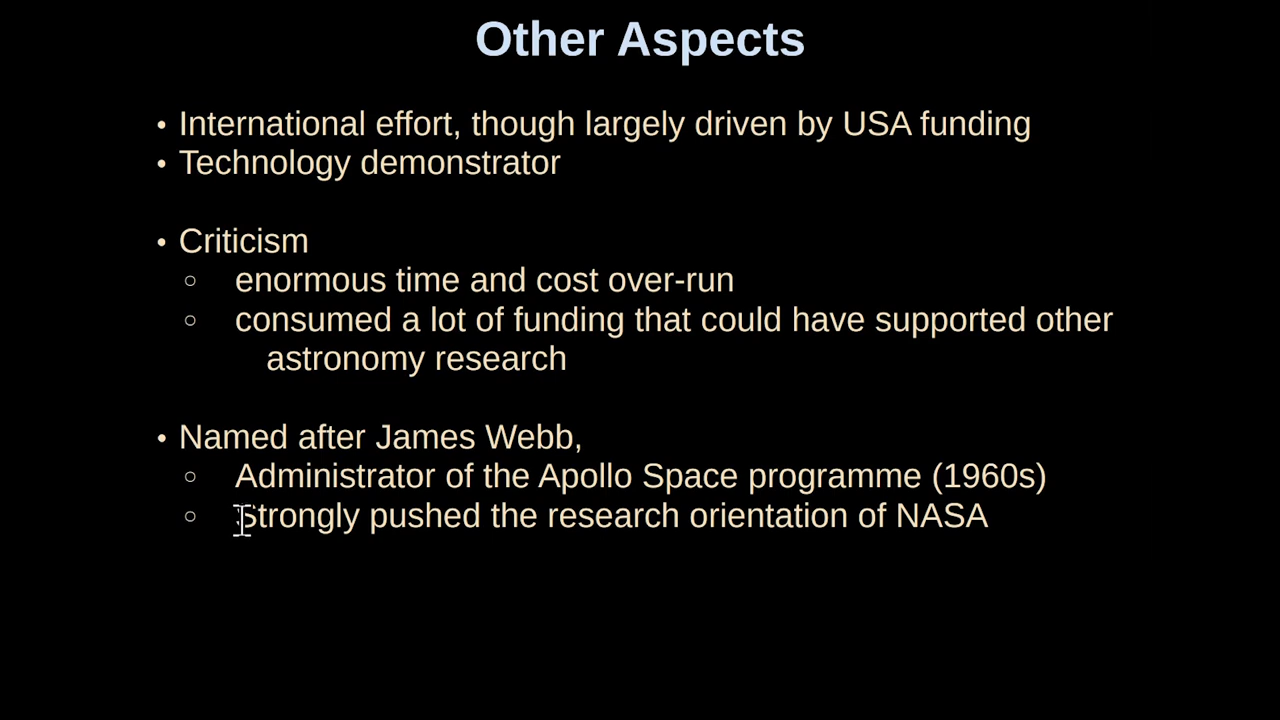 Other Aspects
• International effort, though largely driven by USA funding
• Technology demonstrator
• Criticism
○ enormous time and cost over-run
○ consumed a lot of funding that could have supported other
astronomy research
• Named after James Webb,
○ Administrator of the Apollo Space programme (1960s)
○ Strongly pushed the research orientation of NASA